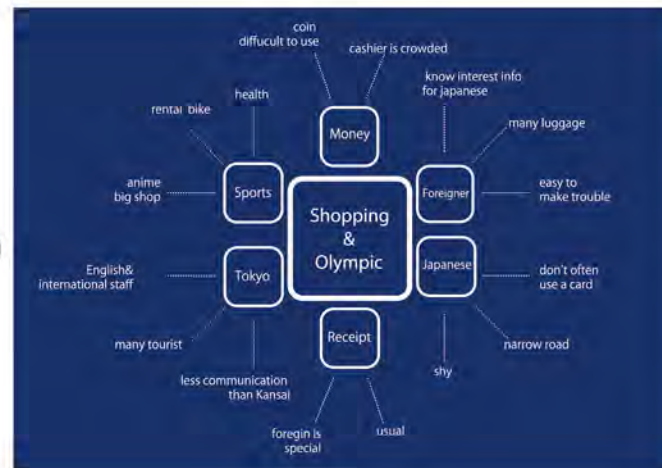 coin
diffucult to use
cashier is crowded
know interest info
for japanese
health
rental bike
Money
many luggage
anime
big shop
Sports
Foreigner
easy to
make trouble
Shopping
&
Olympic
English&
international staff
Tokyo
Japanese
don't often
use a card
many tourist
Receipt
narrow road
less communication
than Kansai
shy
foregin is
special
usual